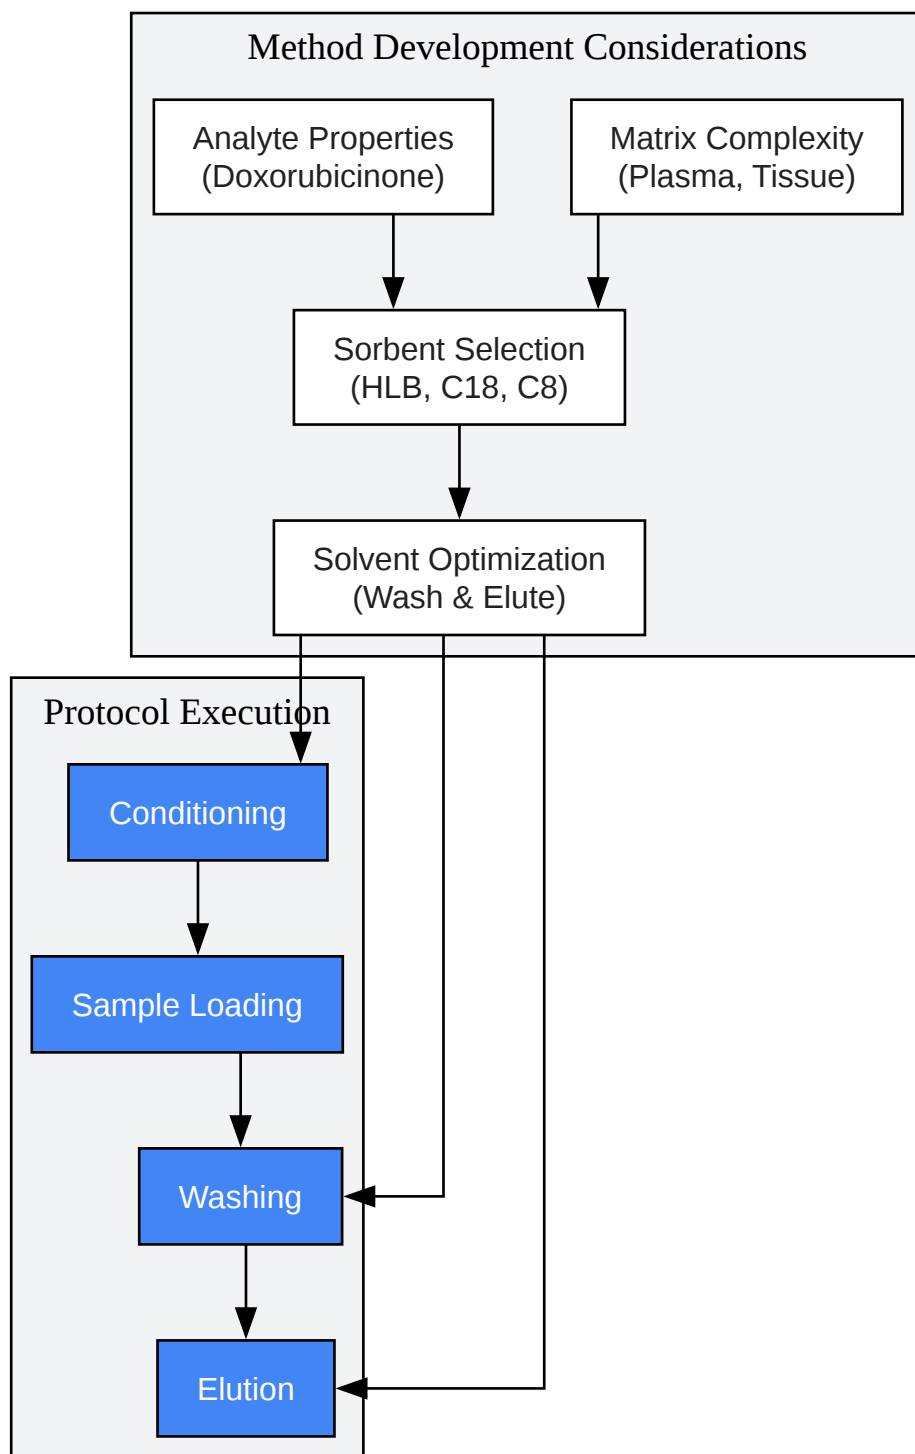 Method Development Considerations
Analyte Properties
(Doxorubicinone)
Matrix Complexity
(Plasma, Tissue)
Sorbent Selection
(HLB, C18, C8)
Solvent Optimization
(Wash & Elute)
Protocol Execution
Conditioning
Sample Loading
Washing
Elution